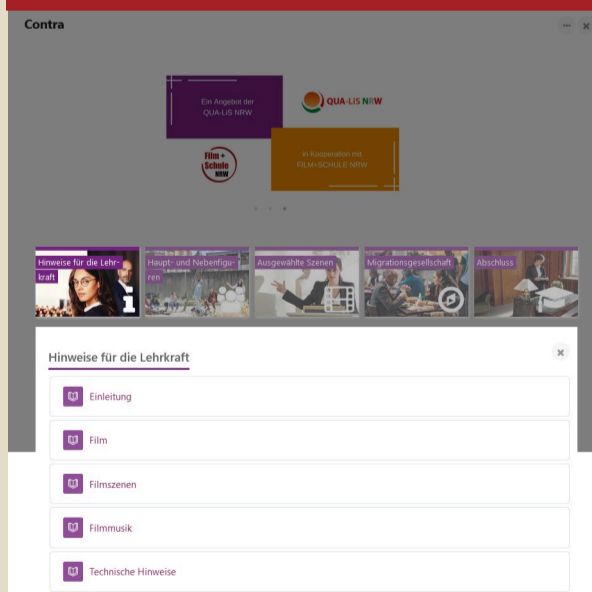 Contra
Ein Angebot der
QUA-LiS NRW
QUA-LiS NRW
Film +
Schule
NRW
in Kooperation mit
FILM+SCHULE NRW
Hinweise für die Lehr-
kraft
Haupt- und Nebenfigu-
ren
Ausgewählte Szenen
Migrationsgesellschaft
Abschluss
Hinweise für die Lehrkraft
Einleitung
Film
Filmszenen
Filmmusik
Technische Hinweise